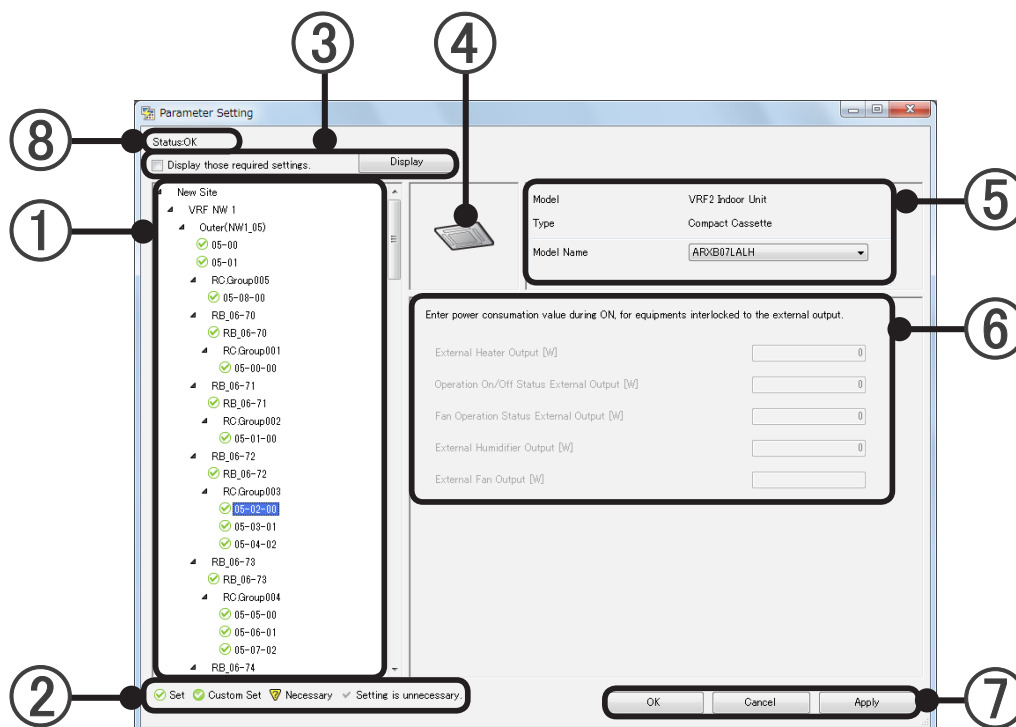 ③
④
Parameter Setting
⑧
Status:OK
Display those required settings.
Display
①
New Site
VRF NW 1
Outer(NW1_05)
05-00
05-01
RC.Group005
05-08-00
RB_06-70
RB_06-70
RC.Group001
05-00-00
RB_06-71
RB_06-71
RC.Group002
05-01-00
RB_06-72
RB_06-72
RC.Group003
05-02-00
05-03-01
05-04-02
RB_06-73
RB_06-73
RC.Group004
05-05-00
05-06-01
05-07-02
RB_06-74
Model VRF2 Indoor Unit
Type Compact Cassette
Model Name ARXB07LALH
⑤
Enter power consumation value during ON, for equipments interlocked to the external output.
External Heater Output [W] 0
Operation On/Off Status External Output [W] 0
Fan Operation Status External Output [W] 0
External Humidifier Output [W] 0
External Fan Output [W]
⑥
②
Set Custom Set ? Necessary Setting is unnecessary.
OK Cancel Apply
⑦